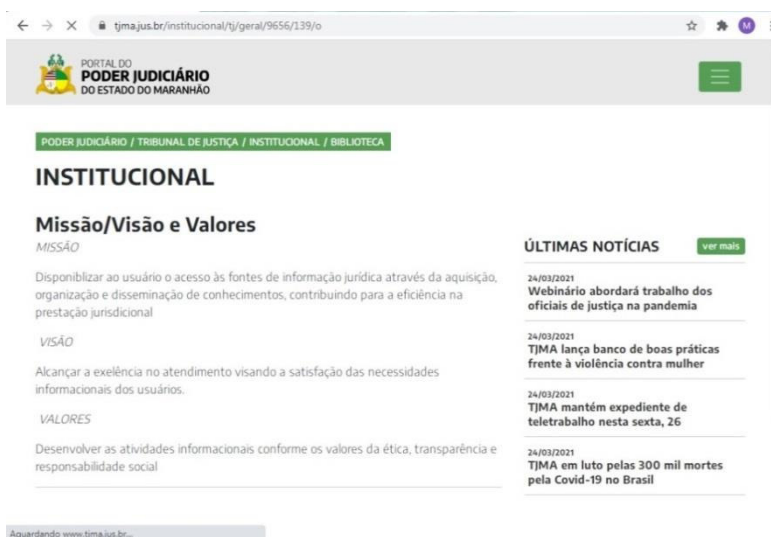 tjma.jus.br/institucional/tj/geral/9656/139/o
M
PORTAL DO
PODER JUDICIÁRIO
DO ESTADO DO MARANHÃO
PODER JUDICIÁRIO / TRIBUNAL DE JUSTIÇA / INSTITUCIONAL / BIBLIOTECA
INSTITUCIONAL
Missão/Visão e Valores
MISSÃO
Disponiblizar ao usuário o acesso às fontes de informação jurídica através da aquisição,
organização e disseminação de conhecimentos, contribuindo para a eficiência na
prestação jurisdicional
VISÃO
Alcançar a exelência no atendimento visando a satisfação das necessidades
informacionais dos usuários.
VALORES
Desenvolver as atividades informacionais conforme os valores da ética, transparência e
responsabilidade social
ÚLTIMAS NOTÍCIAS
ver mais
24/03/2021
Webinário abordará trabalho dos
oficiais de justiça na pandemia
24/03/2021
TJMA lança banco de boas práticas
frente à violência contra mulher
24/03/2021
TJMA mantém expediente de
teletrabalho nesta sexta, 26
24/03/2021
TJMA em luto pelas 300 mil mortes
pela Covid-19 no Brasil
Aguardando www.tjma.jus.br...